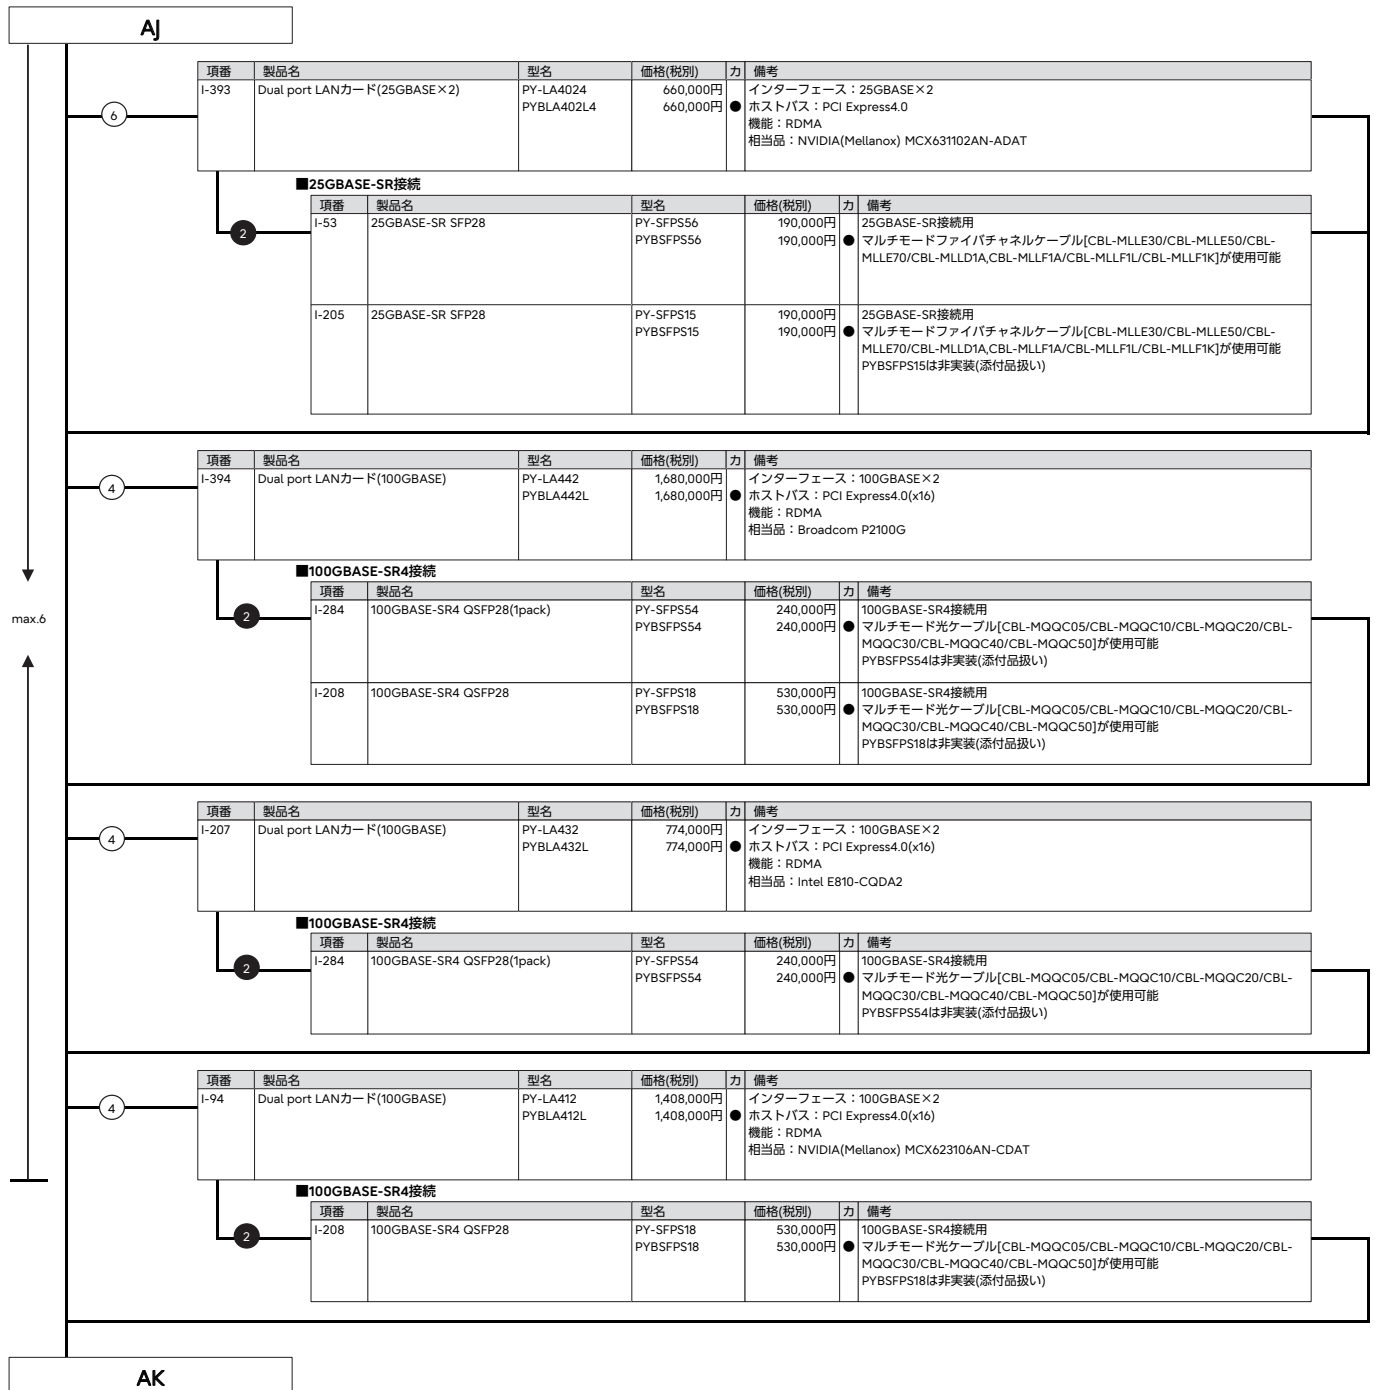 AJ
項番 製品名 型名 価格(税別) カ 備考
I-393 Dual port LANカード(25GBASE×2) PY-LA4024 660,000円 インターフェース：25GBASE×2
PYBLA402L4 660,000円 ● ホストバス：PCI Express4.0
機能：RDMA
相当品：NVIDIA(Mellanox) MCX631102AN-ADAT
6
■25GBASE-SR接続
項番 製品名 型名 価格(税別) カ 備考
I-53 25GBASE-SR SFP28 PY-SFPS56 190,000円 25GBASE-SR接続用
PYBSFPS56 190,000円 ● マルチモードファイバチャネルケーブル[CBL-MLLE30/CBL-MLLE50/CBL-
MLLE70/CBL-MLLD1A,CBL-MLLF1A/CBL-MLLF1L/CBL-MLLF1K]が使用可能
2
I-205 25GBASE-SR SFP28 PY-SFPS15 190,000円 25GBASE-SR接続用
PYBSFPS15 190,000円 ● マルチモードファイバチャネルケーブル[CBL-MLLE30/CBL-MLLE50/CBL-
MLLE70/CBL-MLLD1A,CBL-MLLF1A/CBL-MLLF1L/CBL-MLLF1K]が使用可能
PYBSFPS15は非実装(添付品扱い)
項番 製品名 型名 価格(税別) カ 備考
I-394 Dual port LANカード(100GBASE) PY-LA442 1,680,000円 インターフェース：100GBASE×2
4
PYBLA442L 1,680,000円 ● ホストバス：PCI Express4.0(x16)
機能：RDMA
相当品：Broadcom P2100G
■100GBASE-SR4接続
項番 製品名 型名 価格(税別) カ 備考
I-284 100GBASE-SR4 QSFP28(1pack) PY-SFPS54 240,000円 100GBASE-SR4接続用
max.6
2
PYBSFPS54 240,000円 ● マルチモード光ケーブル[CBL-MQQC05/CBL-MQQC10/CBL-MQQC20/CBL-
MQQC30/CBL-MQQC40/CBL-MQQC50]が使用可能
PYBSFPS54は非実装(添付品扱い)
I-208 100GBASE-SR4 QSFP28 PY-SFPS18 530,000円 100GBASE-SR4接続用
PYBSFPS18 530,000円 ● マルチモード光ケーブル[CBL-MQQC05/CBL-MQQC10/CBL-MQQC20/CBL-
MQQC30/CBL-MQQC40/CBL-MQQC50]が使用可能
PYBSFPS18は非実装(添付品扱い)
項番 製品名 型名 価格(税別) カ 備考
I-207 Dual port LANカード(100GBASE) PY-LA432 774,000円 インターフェース：100GBASE×2
4
PYBLA432L 774,000円 ● ホストバス：PCI Express4.0(x16)
機能：RDMA
相当品：Intel E810-CQDA2
■100GBASE-SR4接続
項番 製品名 型名 価格(税別) カ 備考
I-284 100GBASE-SR4 QSFP28(1pack) PY-SFPS54 240,000円 100GBASE-SR4接続用
2
PYBSFPS54 240,000円 ● マルチモード光ケーブル[CBL-MQQC05/CBL-MQQC10/CBL-MQQC20/CBL-
MQQC30/CBL-MQQC40/CBL-MQQC50]が使用可能
PYBSFPS54は非実装(添付品扱い)
項番 製品名 型名 価格(税別) カ 備考
I-94 Dual port LANカード(100GBASE) PY-LA412 1,408,000円 インターフェース：100GBASE×2
4
PYBLA412L 1,408,000円 ● ホストバス：PCI Express4.0(x16)
機能：RDMA
相当品：NVIDIA(Mellanox) MCX623106AN-CDAT
■100GBASE-SR4接続
項番 製品名 型名 価格(税別) カ 備考
I-208 100GBASE-SR4 QSFP28 PY-SFPS18 530,000円 100GBASE-SR4接続用
2
PYBSFPS18 530,000円 ● マルチモード光ケーブル[CBL-MQQC05/CBL-MQQC10/CBL-MQQC20/CBL-
MQQC30/CBL-MQQC40/CBL-MQQC50]が使用可能
PYBSFPS18は非実装(添付品扱い)
AK